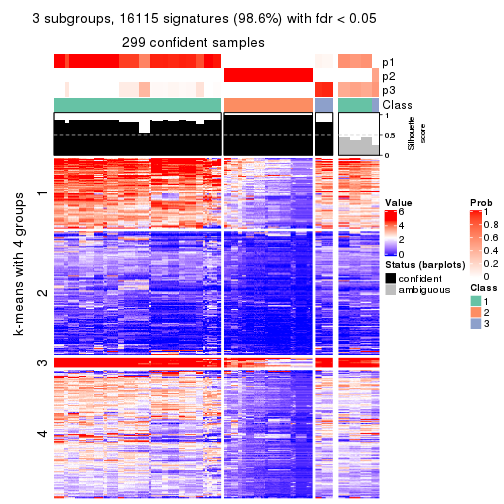 3 subgroups, 16115 signatures (98.6%) with fdr < 0.05
299 confident samples
p1
p2
p3
Class
1
0.5
0
Silhouette
score
k-means with 4 groups
1
2
3
4
Value
6
4
2
0
Status (barplots)
confident
ambiguous
Prob
1
0.8
0.6
0.4
0.2
0
Class
1
2
3